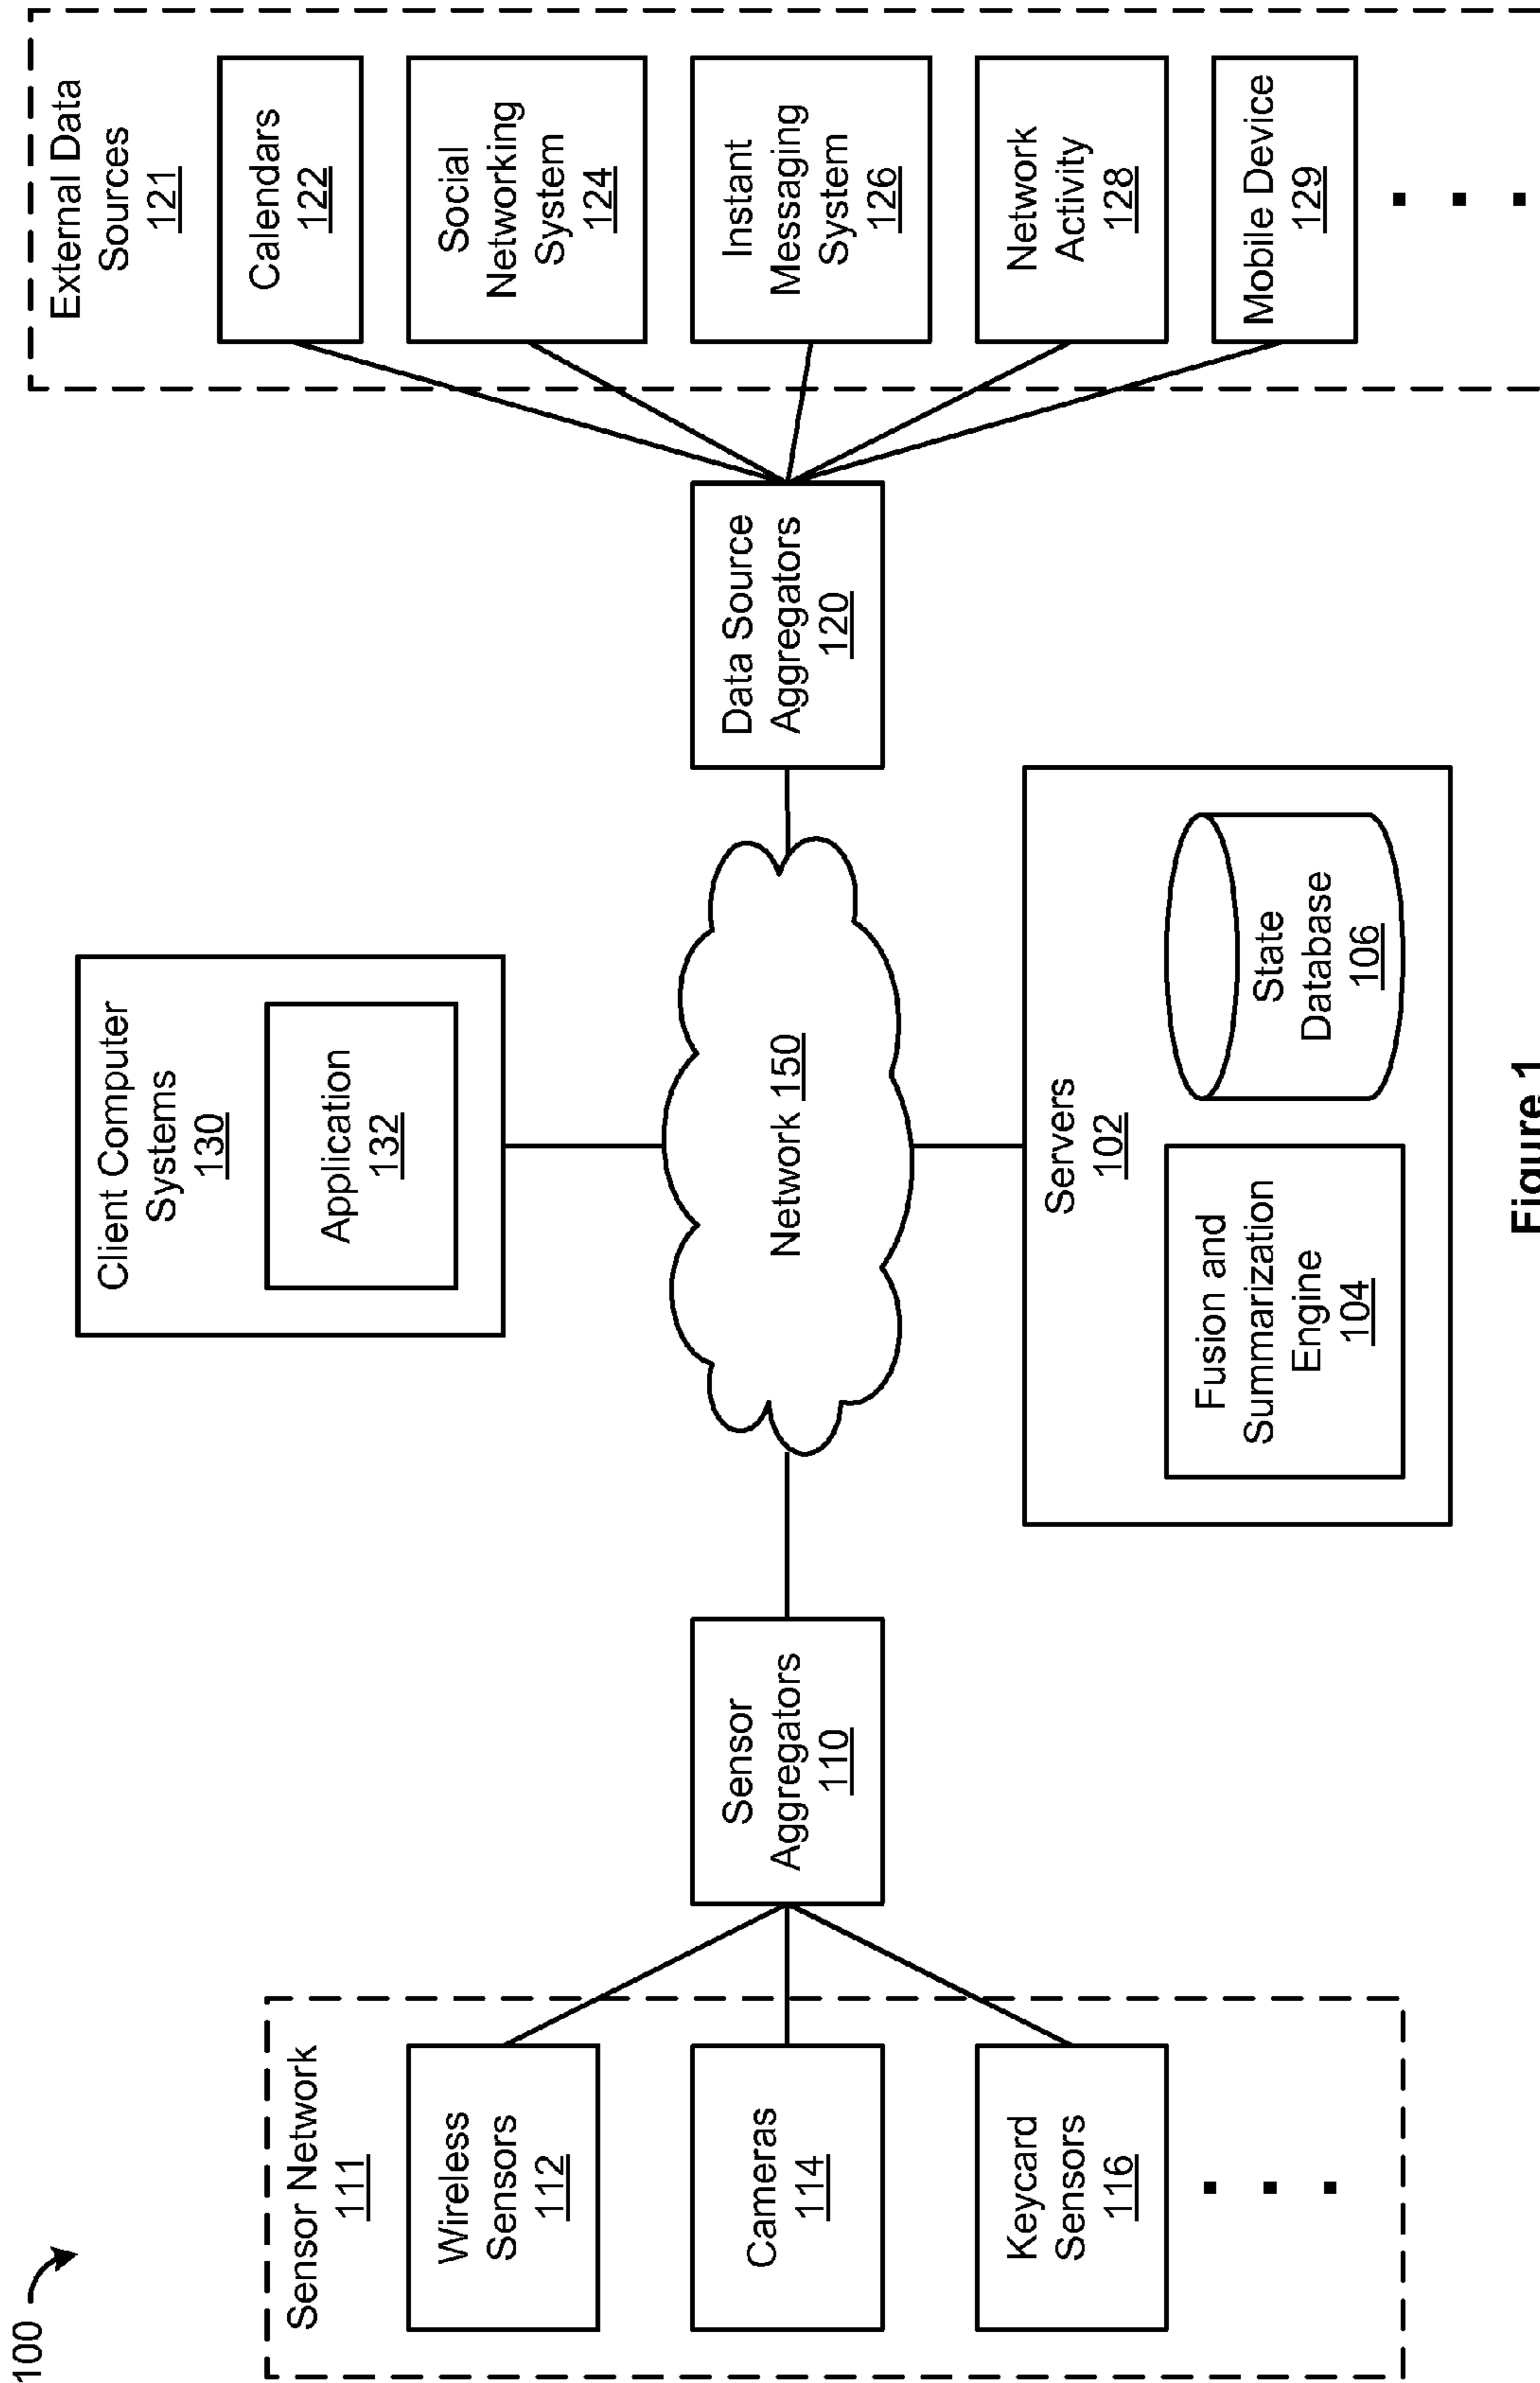 100
Sensor Network
111
Wireless
Sensors
112
Cameras
114
Keycard
Sensors
116
Sensor
Aggregators
110
Client Computer
Systems
130
Application
132
Network 150
Servers
102
Fusion and
Summarization
Engine
104
State
Database
106
Data Source
Aggregators
120
External Data
Sources
121
Calendars
122
Social
Networking
System
124
Instant
Messaging
System
126
Network
Activity
128
Mobile Device
129
Figure 1